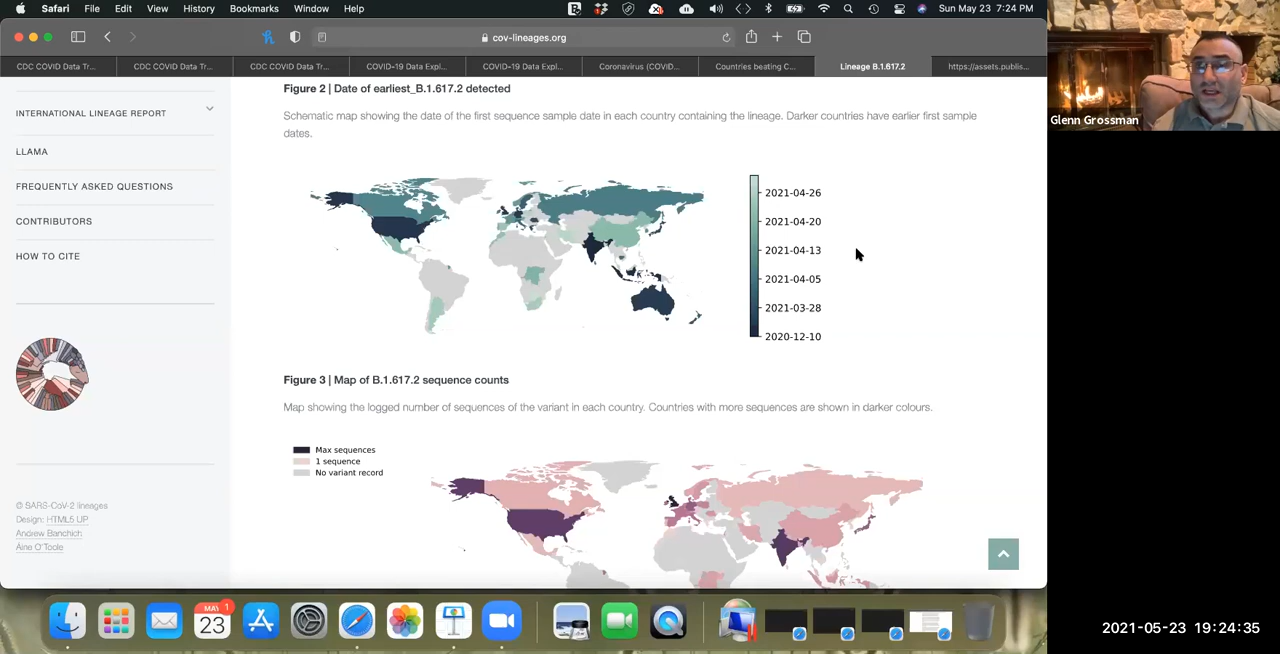 Safari File Edit View History Bookmarks Window Help
Sun May 23 7:24 PM
cov-lineages.org
CDC COVID Data Tr...
CDC COVID Data Tr...
CDC COVID Data Tr...
COVID-19 Data Expl...
COVID-19 Data Expl...
Coronavirus (COVID...
Countries beating C...
Lineage B.1.617.2
https://assets.publis...
Glenn Grossman
INTERNATIONAL LINEAGE REPORT
LLAMA
FREQUENTLY ASKED QUESTIONS
CONTRIBUTORS
HOW TO CITE
© SARS-CoV-2 lineages
Design: HTML5 UP
Andrew Banchich
Aine O'Toole
Figure 2 | Date of earliest_B.1.617.2 detected
Schematic map showing the date of the first sequence sample date in each country containing the lineage. Darker countries have earlier first sample
dates.
2021-04-26
2021-04-20
2021-04-13
2021-04-05
2021-03-28
2020-12-10
Figure 3 | Map of B.1.617.2 sequence counts
Map showing the logged number of sequences of the variant in each country. Countries with more sequences are shown in darker colours.
Max sequences
1 sequence
No variant record
MAY 1
23
2021-05-23 19:24:35